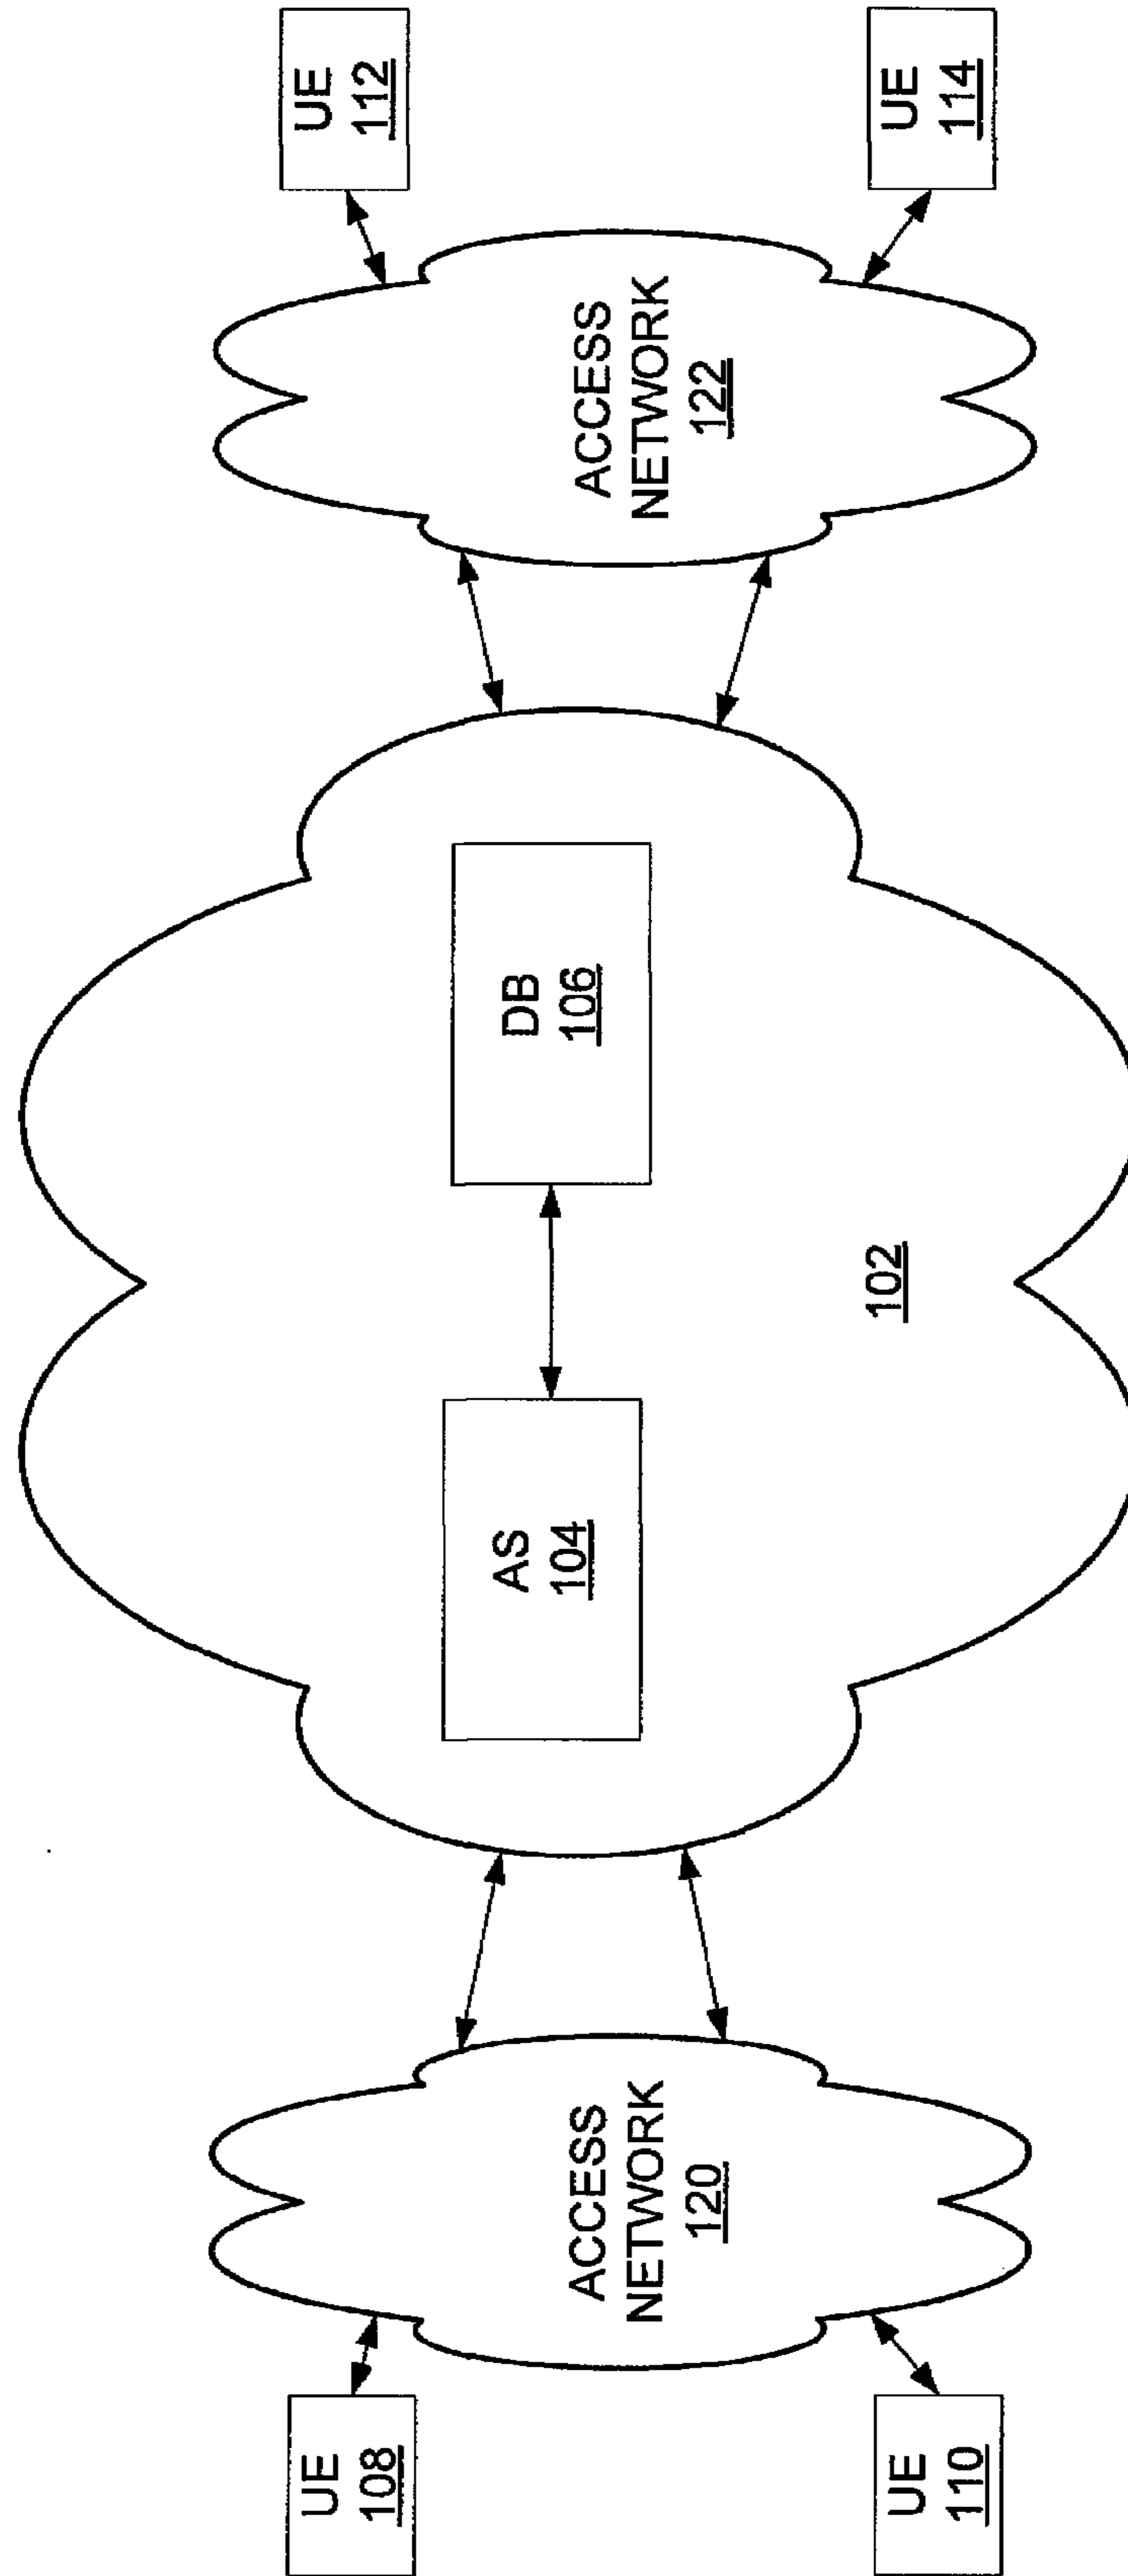 UE
108
UE
110
ACCESS
NETWORK
120
AS
104
DB
106
102
ACCESS
NETWORK
122
UE
112
UE
114